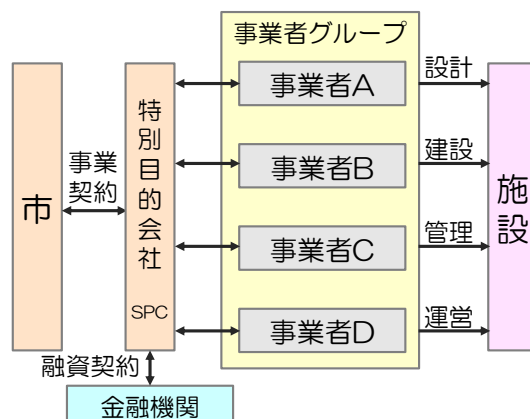 事業者グループ
市
事業
契約
特別目的会社
SPC
事業者A
事業者B
事業者C
事業者D
設計
建設
管理
運営
施設
融資契約
金融機関